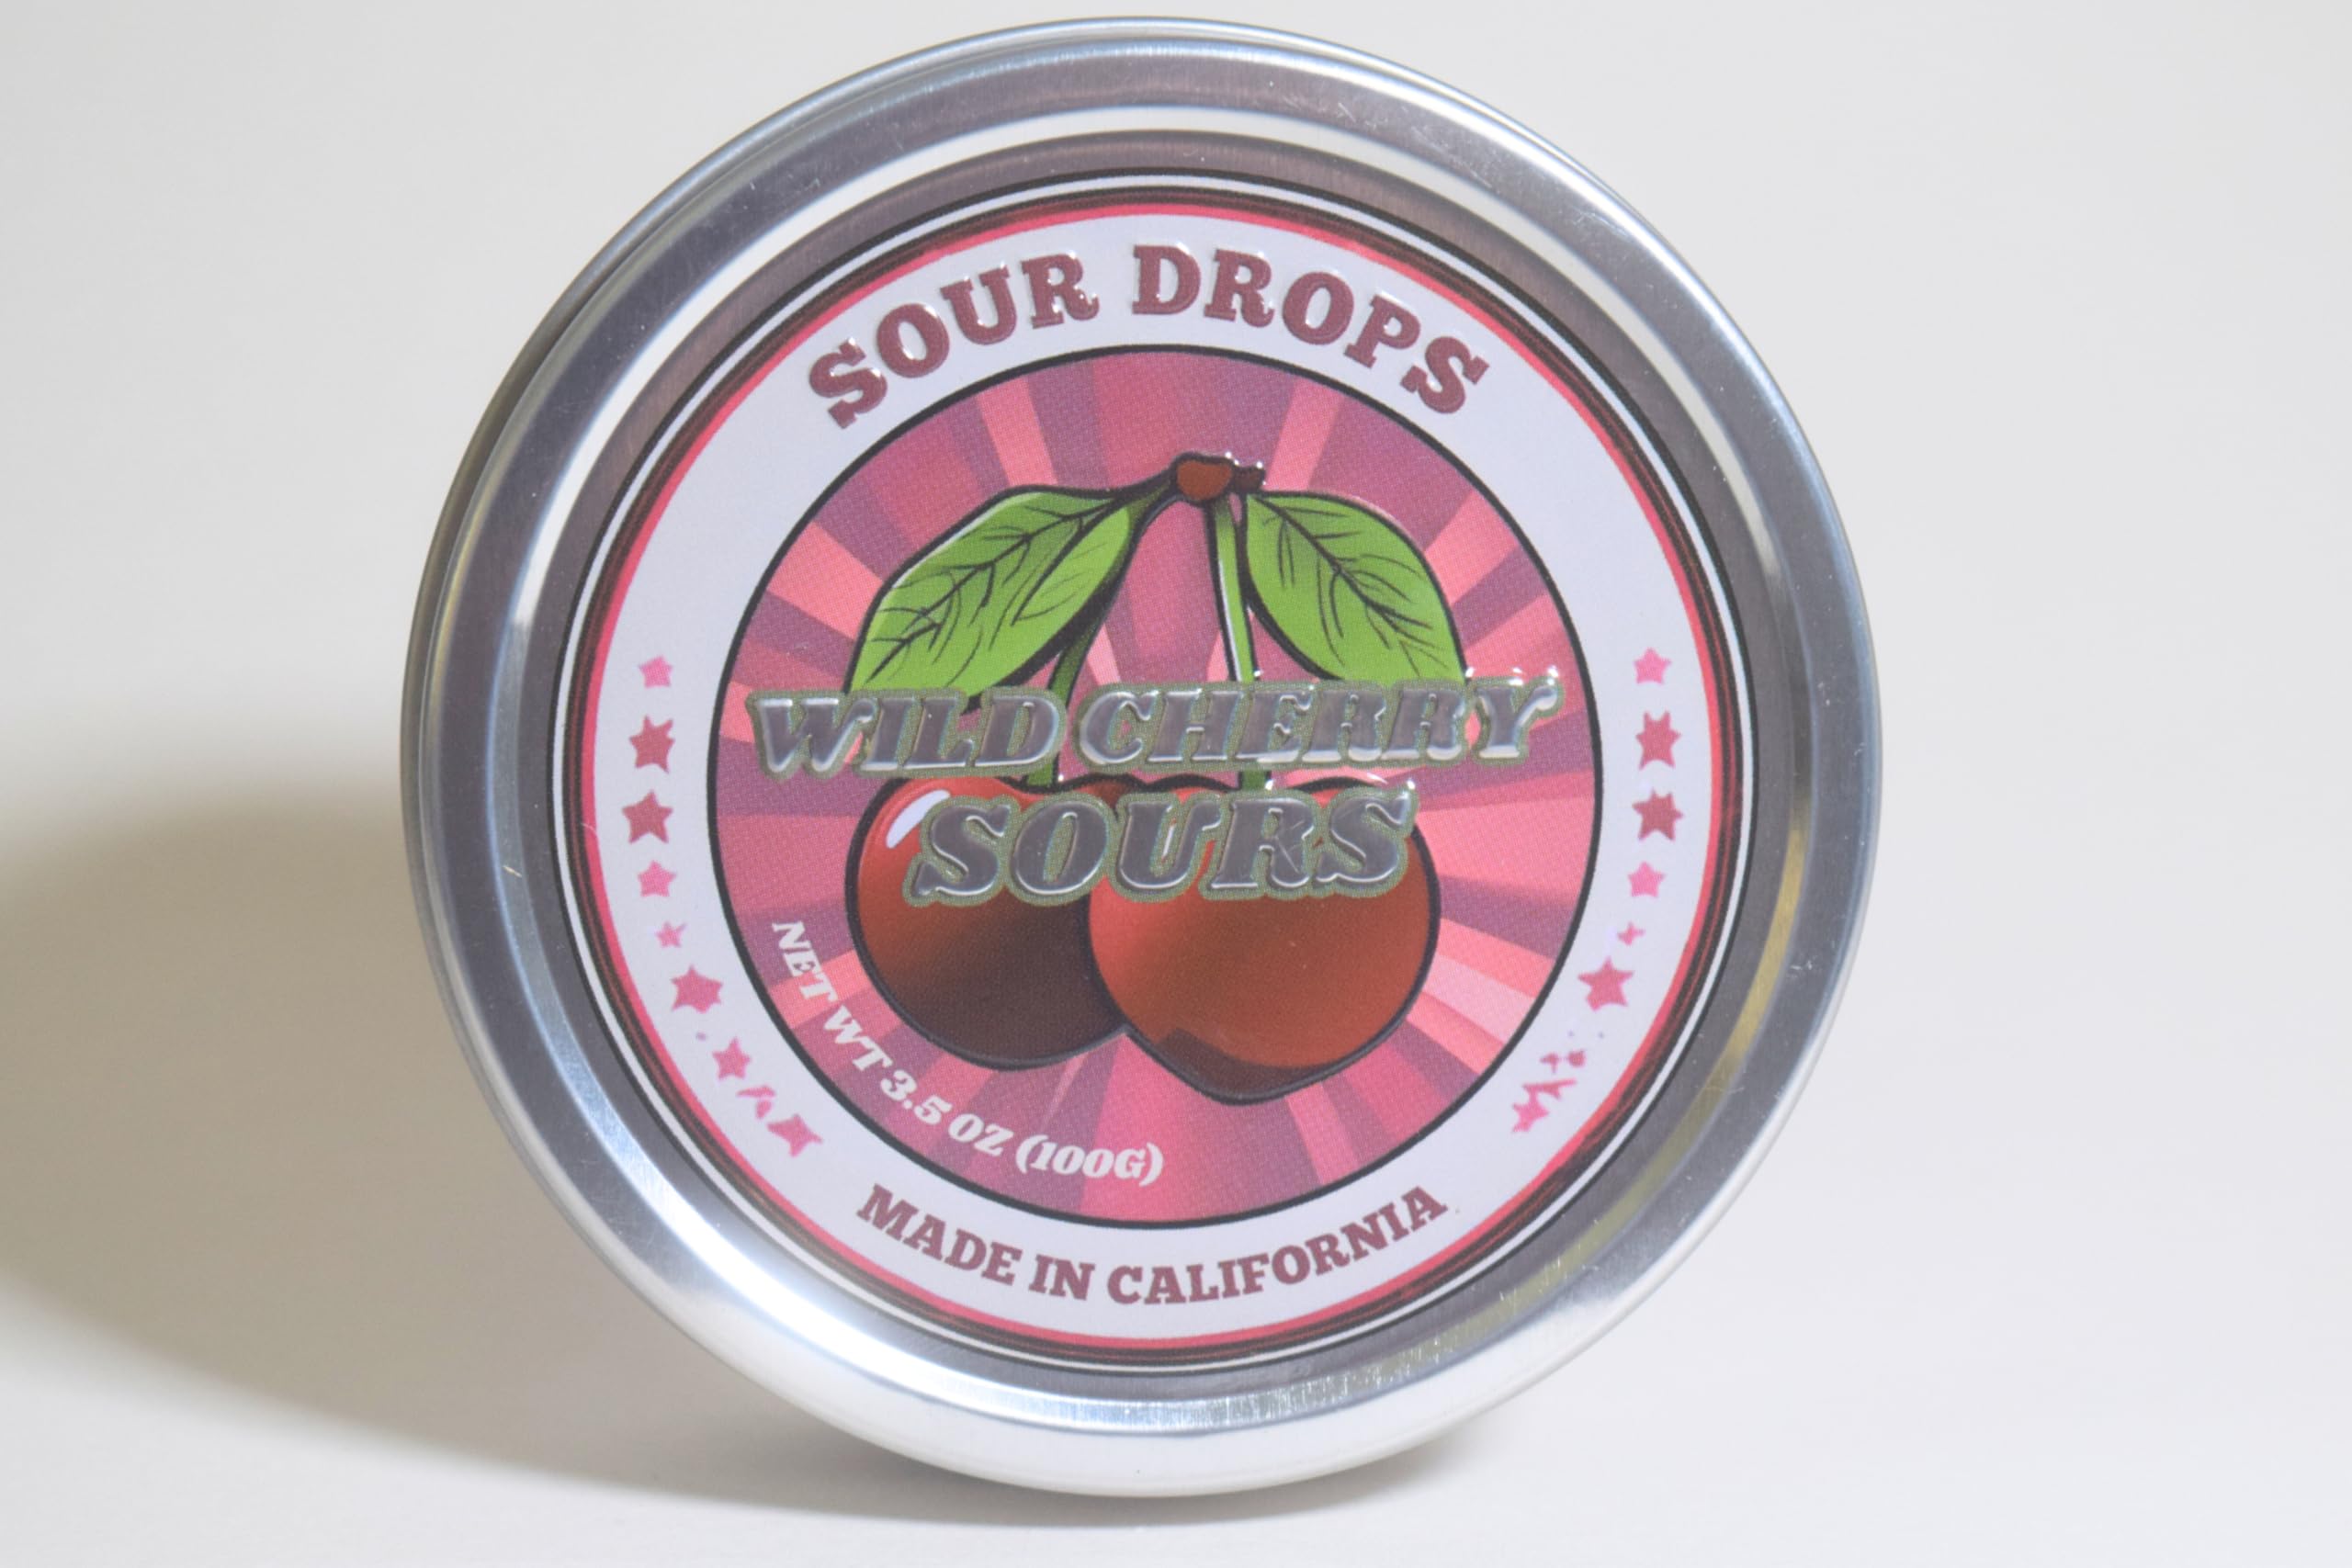 SOUR DROPS
WILD CHERRY
SOURS
NET WT 3.5 OZ (100G)
MADE IN CALIFORNIA